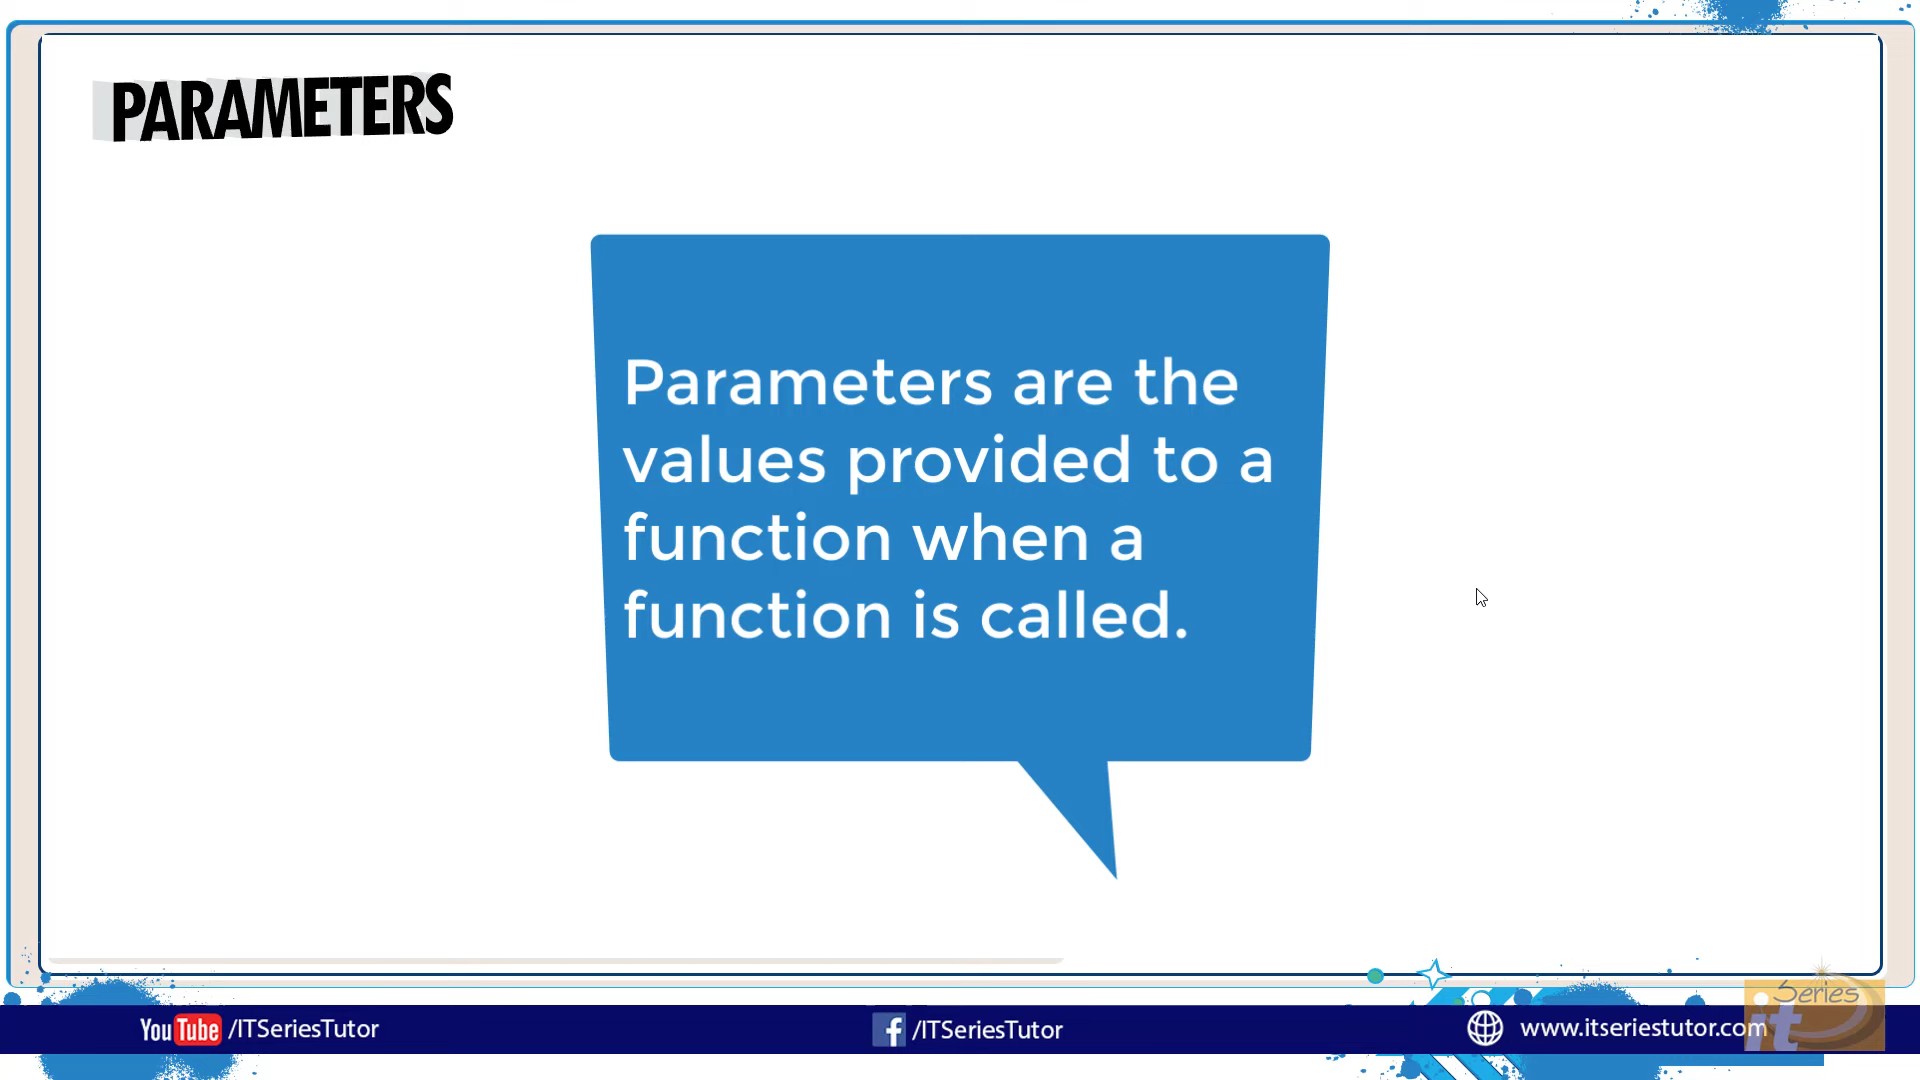 PARAMETERS
Parameters are the
values provided to a
function when a
function is called.
YouTube /ITSeriesTutor
f /ITSeriesTutor
www.itseriestutor.com
it Series